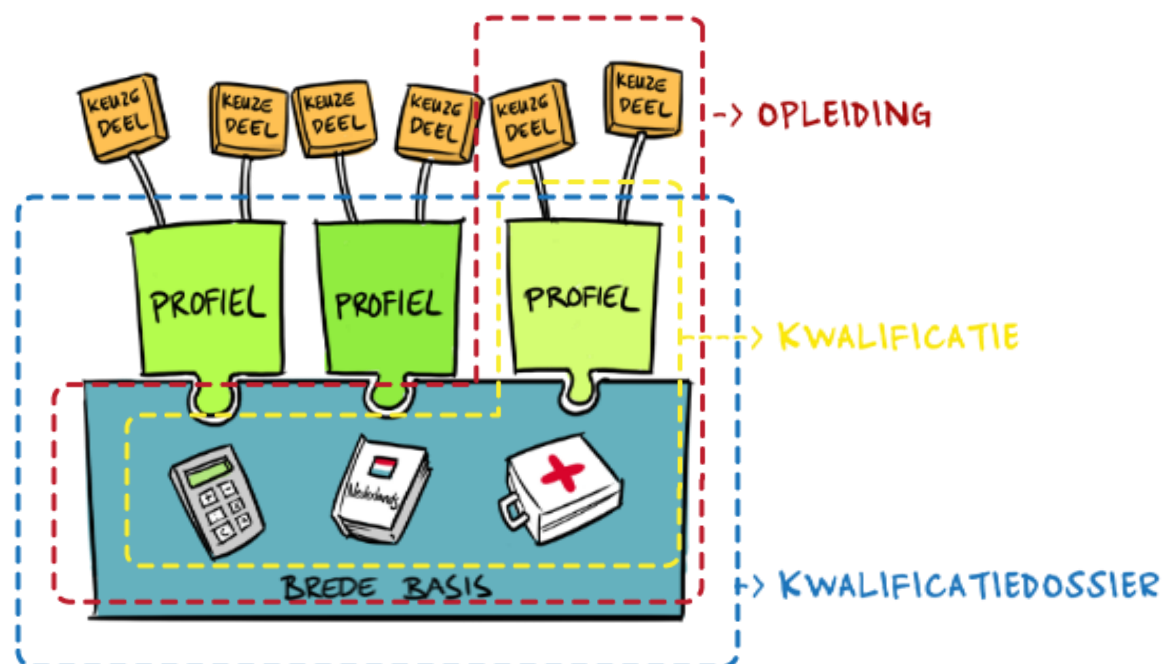 KEUZE
DEEL
KEUZE
DEEL
KEUZE
DEEL
KEUZE
DEEL
KEUZE
DEEL
KEUZE
DEEL
OPLEIDING
PROFIEL
PROFIEL
PROFIEL
KWALIFICATIE
Nederlands
BREDE BASIS
KWALIFICATIEDOSSIER